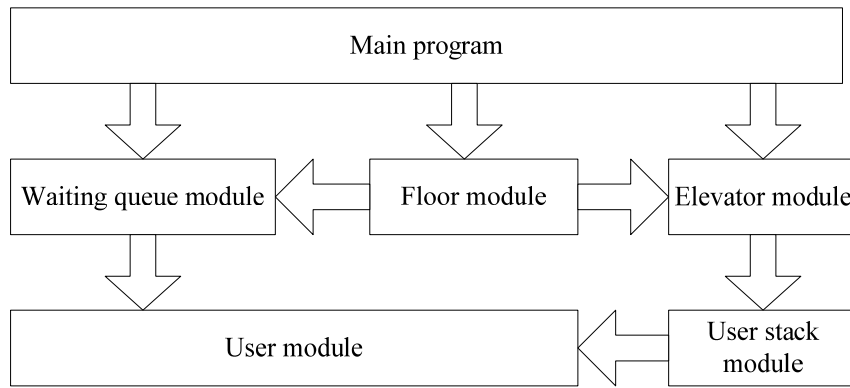 Main program
Waiting queue module
Floor module
Elevator module
User module
User stack
module